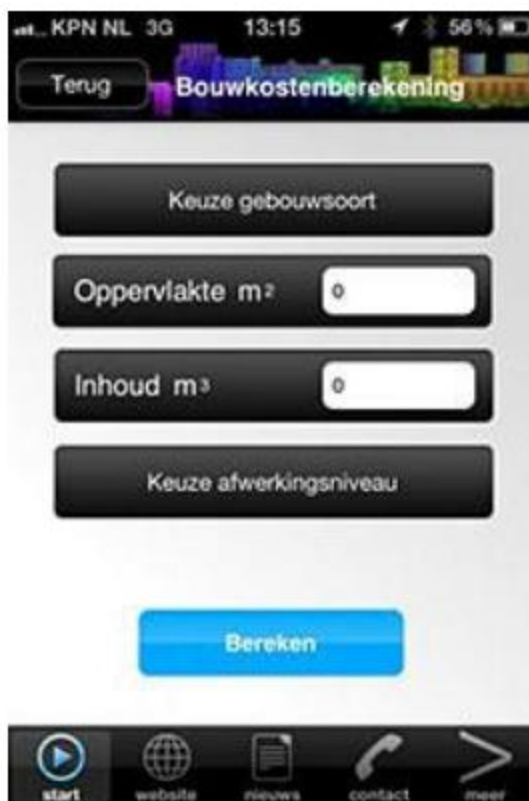 KPN NL 3G 13:15 56%
Terug Bouwkostenberekening
Keuze gebouwsoort
Oppervlakte m²
0
Inhoud m³
0
Keuze afwerkingsniveau
Bereken
start website nieuws contact meer